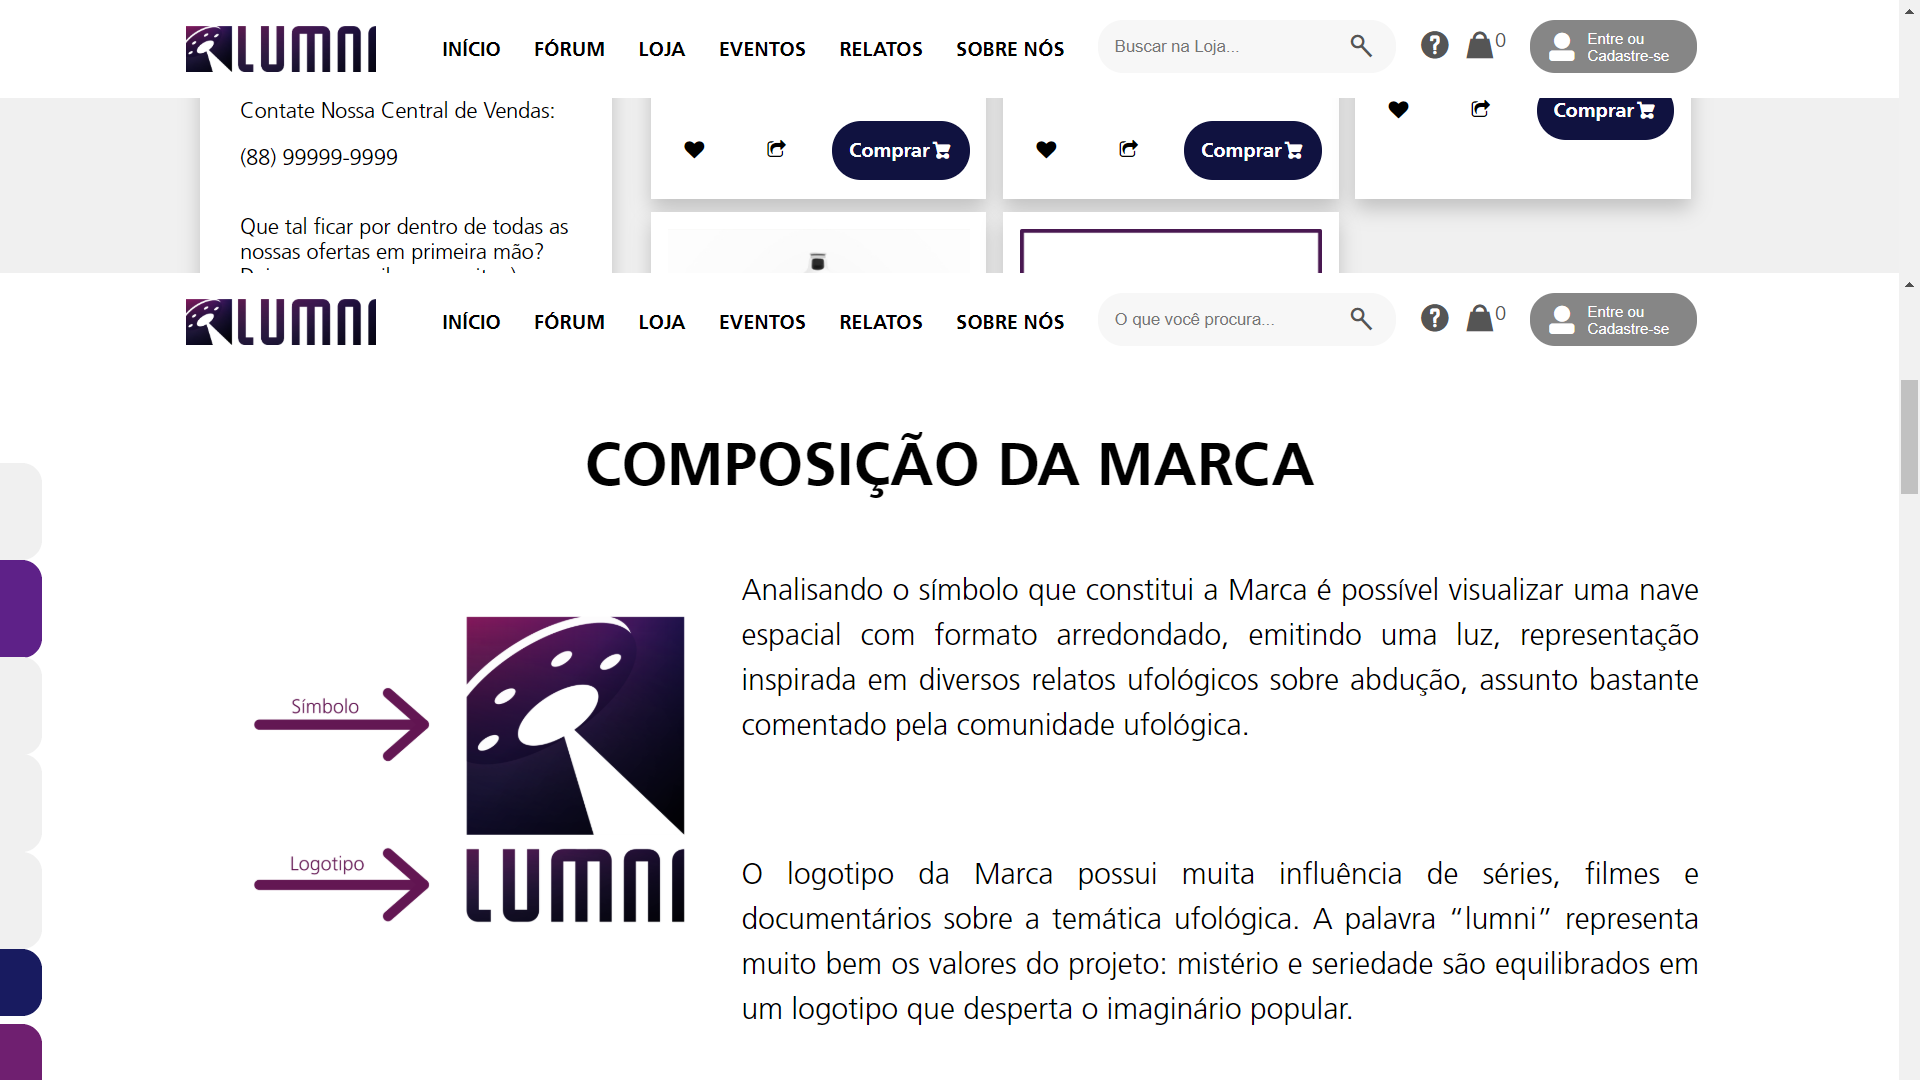 LUMNI INÍCIO FÓRUM LOJA EVENTOS RELATOS SOBRE NÓS Buscar na Loja... 0 Entre ou
Cadastre-se
Contate Nossa Central de Vendas:
(88) 99999-9999
Que tal ficar por dentro de todas as
nossas ofertas em primeira mão?
Comprar
Comprar
Comprar
LUMNI INÍCIO FÓRUM LOJA EVENTOS RELATOS SOBRE NÓS O que você procura... 0 Entre ou
Cadastre-se
COMPOSIÇÃO DA MARCA
Símbolo
Logotipo
LUMNI
Analisando o símbolo que constitui a Marca é possível visualizar uma nave
espacial com formato arredondado, emitindo uma luz, representação
inspirada em diversos relatos ufológicos sobre abdução, assunto bastante
comentado pela comunidade ufológica.
O logotipo da Marca possui muita influência de séries, filmes e
documentários sobre a temática ufológica. A palavra “lumni” representa
muito bem os valores do projeto: mistério e seriedade são equilibrados em
um logotipo que desperta o imaginário popular.